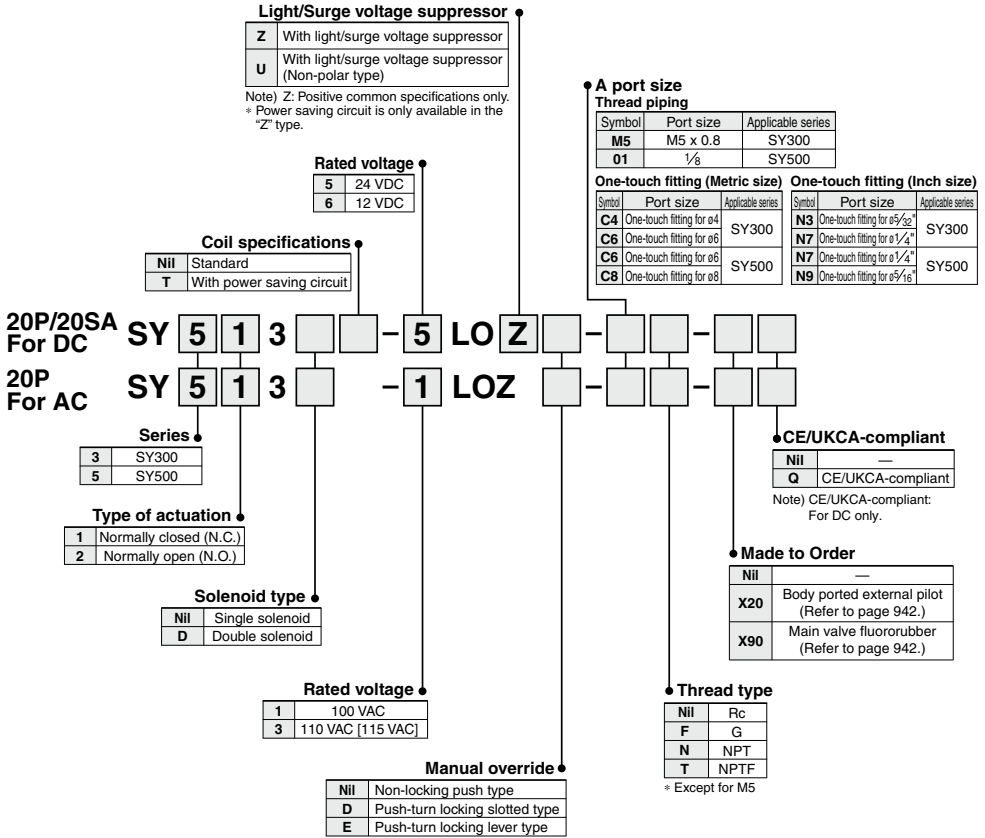 Light/Surge voltage suppressor
Z With light/surge voltage suppressor
U With light/surge voltage suppressor
(Non-polar type)
Note) Z: Positive common specifications only.
* Power saving circuit is only available in the
“Z” type.
A port size
Thread piping
Symbol Port size Applicable series
M5 M5 x 0.8 SY300
01 1/8 SY500
Rated voltage
5 24 VDC
6 12 VDC
One-touch fitting (Metric size)
Symbol Port size Applicable series
C4 One-touch fitting for ø4 SY300
C6 One-touch fitting for ø6
C6 One-touch fitting for ø6 SY500
C8 One-touch fitting for ø8
One-touch fitting (Inch size)
Symbol Port size Applicable series
N3 One-touch fitting for ø5/32" SY300
N7 One-touch fitting for ø1/4"
N7 One-touch fitting for ø1/4" SY500
N9 One-touch fitting for ø5/16"
Coil specifications
Nil Standard
T With power saving circuit
20P/20SA
For DC
SY 5 1 3 - 5 LO Z - -
20P
For AC
SY 5 1 3 - 1 LOZ - -
Series
3 SY300
5 SY500
Type of actuation
1 Normally closed (N.C.)
2 Normally open (N.O.)
Solenoid type
Nil Single solenoid
D Double solenoid
Rated voltage
1 100 VAC
3 110 VAC [115 VAC]
Manual override
Nil Non-locking push type
D Push-turn locking slotted type
E Push-turn locking lever type
CE/UKCA-compliant
Nil —
Q CE/UKCA-compliant
Note) CE/UKCA-compliant:
For DC only.
Made to Order
Nil —
X20 Body ported external pilot
(Refer to page 942.)
X90 Main valve fluororubber
(Refer to page 942.)
Thread type
Nil Rc
F G
N NPT
T NPTF
* Except for M5